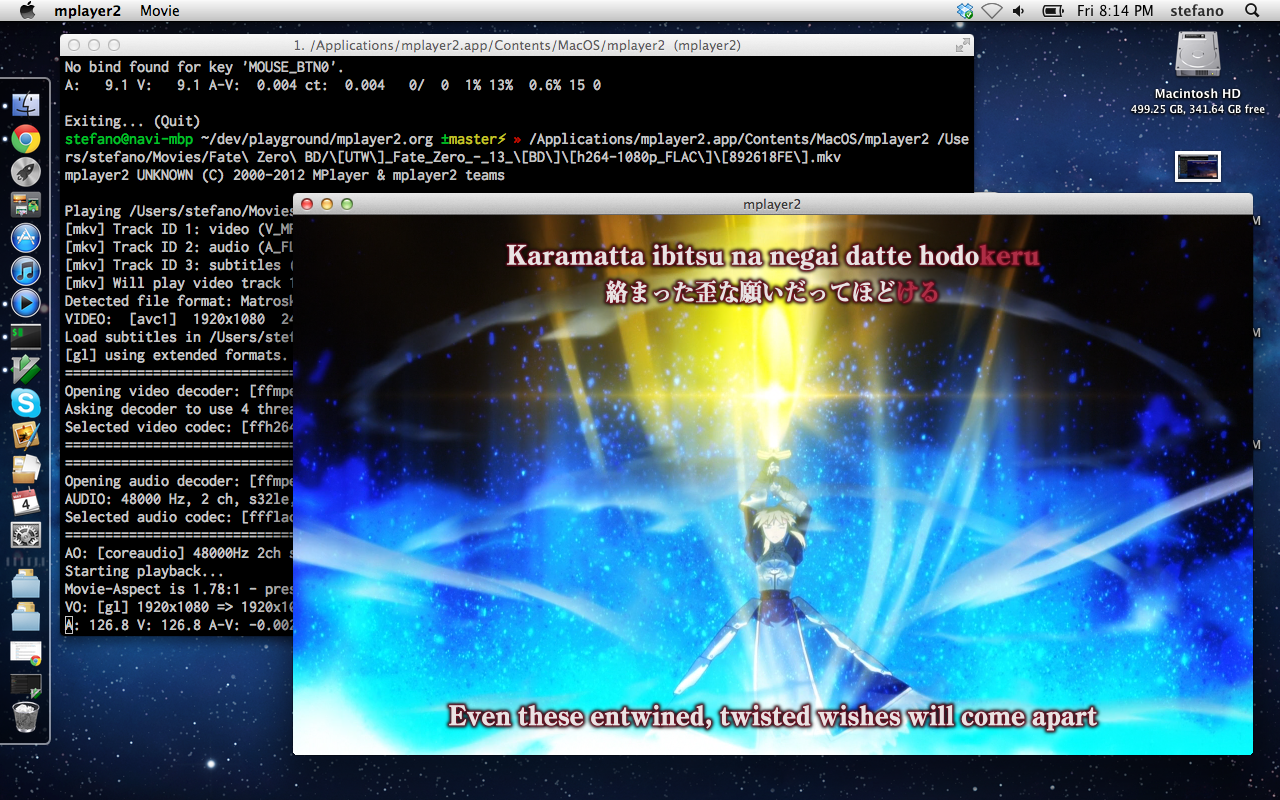 mplayer2 Movie
Fri 8:14 PM stefano
1. /Applications/mplayer2.app/Contents/MacOS/mplayer2 (mplayer2)
No bind found for key 'MOUSE_BTN0'.
A: 9.1 V: 9.1 A-V: 0.004 ct: 0.004 0/ 0 1% 13% 0.6% 15 0
Exiting... (Quit)
stefano@navi-mbp ~/dev/playground/mplayer2.org ±master⚡ » /Applications/mplayer2.app/Contents/MacOS/mplayer2 /Use
rs/stefano/Movies/Fate\ Zero\ BD/\[UTW\]_Fate_Zero_-_13_\[BD\]\[h264-1080p_FLAC\]\[892618FE\].mkv
mplayer2 UNKNOWN (C) 2000-2012 MPlayer & mplayer2 teams
Playing /Users/stefano/Movies
[mkv] Track ID 1: video (V_MP
[mkv] Track ID 2: audio (A_FL
[mkv] Track ID 3: subtitles (
[mkv] Will play video track 1
Detected file format: Matrosk
VIDEO: [avc1] 1920x1080 24
Load subtitles in /Users/stef
[gl] using extended formats.
Opening video decoder: [ffmpe
Asking decoder to use 4 threa
Selected video codec: [ffh264
Opening audio decoder: [ffmpe
AUDIO: 48000 Hz, 2 ch, s32le,
Selected audio codec: [ffflac
AO: [coreaudio] 48000Hz 2ch s
Starting playback...
Movie-Aspect is 1.78:1 - pres
VO: [gl] 1920x1080 => 1920x10
A: 126.8 V: 126.8 A-V: -0.002
mplayer2
Karamatta ibitsu na negai datte hodokeru
絡まった歪な願いだってほどける
Even these entwined, twisted wishes will come apart
Macintosh HD
499.25 GB, 341.64 GB free
M
M
M
4